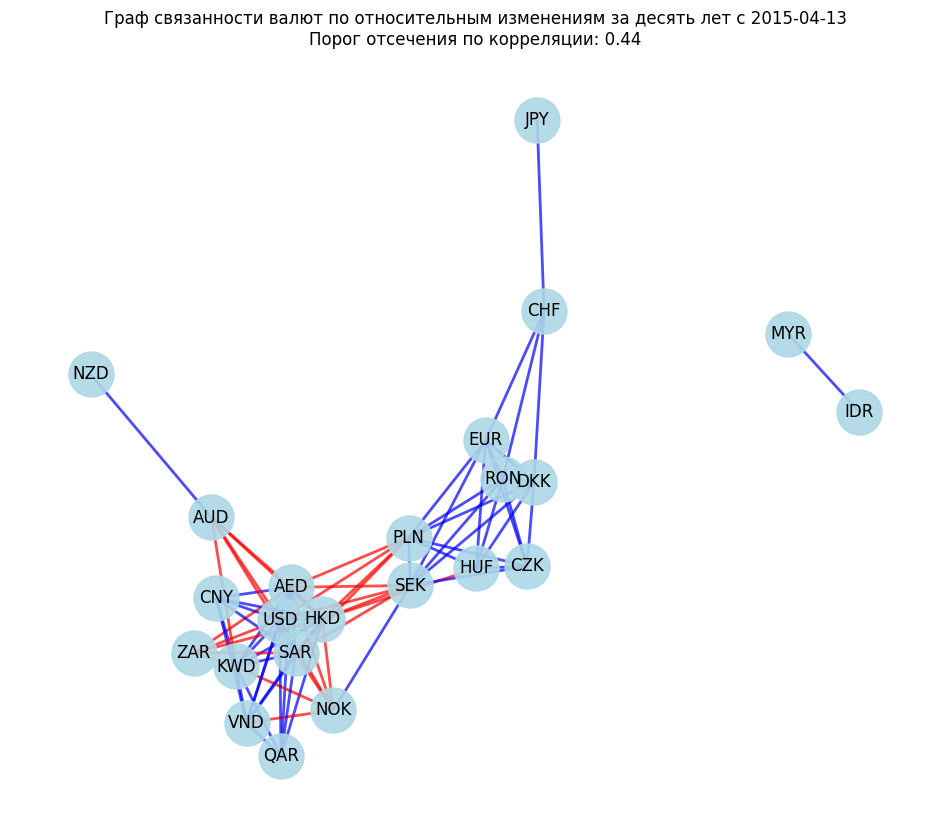 Граф связанности валют по относительным изменениям за десять лет с 2015-04-13
Порог отсечения по корреляции: 0.44
JPY
CHF
MYR
NZD
IDR
EUR
RON
DKK
AUD
PLN
HUF
CZK
SEK
AED
CNY
USD
HKD
ZAR
SAR
KWD
NOK
VND
QAR